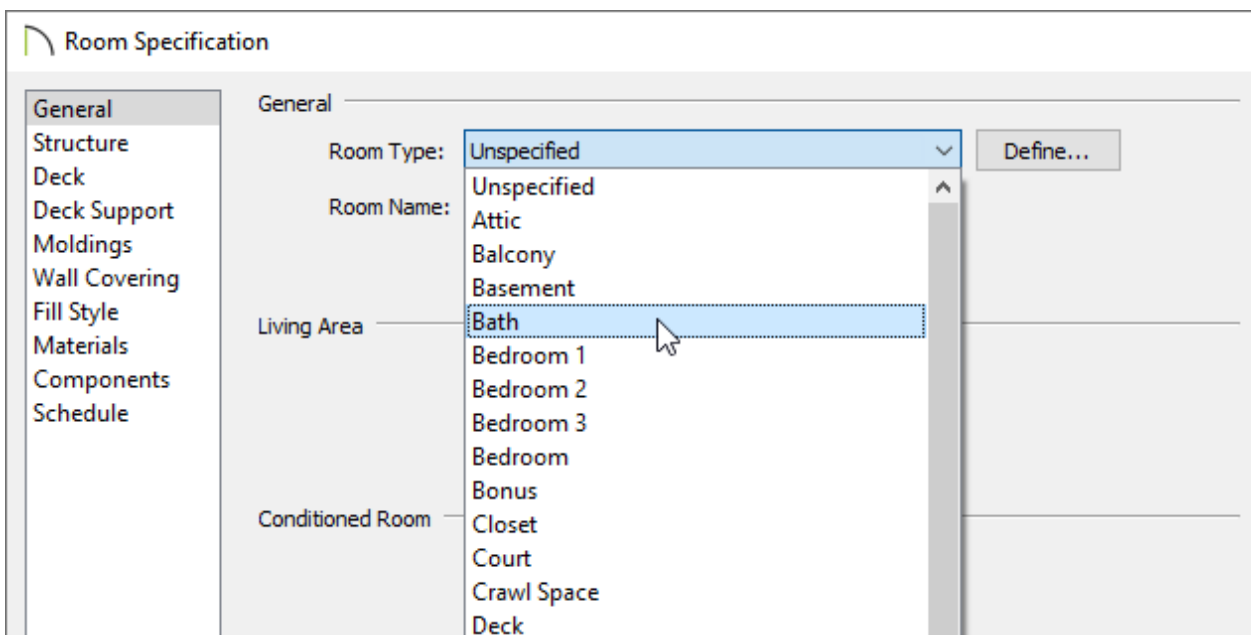 Room Specification
General
Structure
Deck
Deck Support
Moldings
Wall Covering
Fill Style
Materials
Components
Schedule
General
Room Type: Unspecified Define...
Room Name:
Unspecified
Attic
Balcony
Basement
Bath
Bedroom 1
Bedroom 2
Bedroom 3
Bedroom
Bonus
Closet
Court
Crawl Space
Deck
Living Area
Conditioned Room